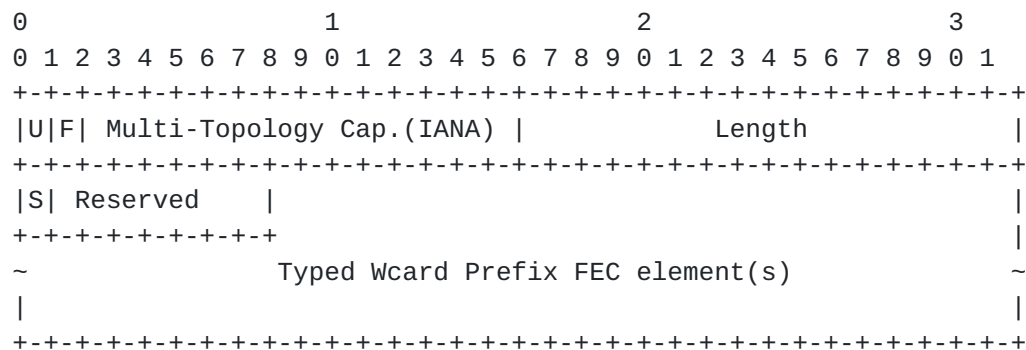 0                   1                   2                   3
0 1 2 3 4 5 6 7 8 9 0 1 2 3 4 5 6 7 8 9 0 1 2 3 4 5 6 7 8 9 0 1
+-+-+-+-+-+-+-+-+-+-+-+-+-+-+-+-+-+-+-+-+-+-+-+-+-+-+-+-+-+-+-+-+
|U|F| Multi-Topology Cap.(IANA) |            Length             |
+-+-+-+-+-+-+-+-+-+-+-+-+-+-+-+-+-+-+-+-+-+-+-+-+-+-+-+-+-+-+-+-+
|S| Reserved    |                                               |
+-+-+-+-+-+-+-+-+                                               |
~                Typed Wcard Prefix FEC element(s)              ~
|                                                               |
+-+-+-+-+-+-+-+-+-+-+-+-+-+-+-+-+-+-+-+-+-+-+-+-+-+-+-+-+-+-+-+-+